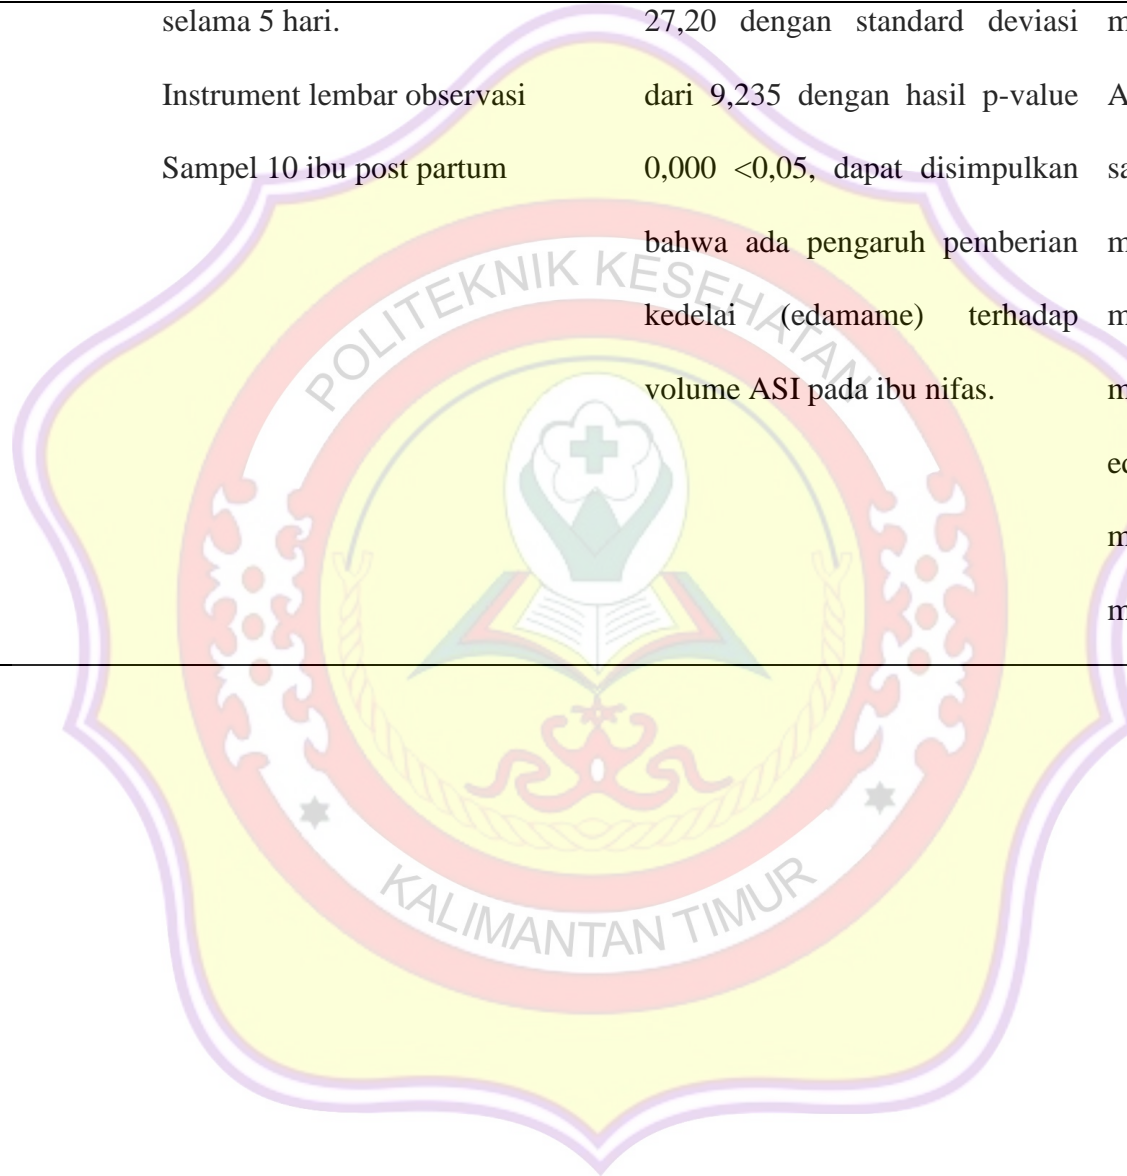 selama 5 hari.
Instrument lembar observasi
Sampel 10 ibu post partum
27,20 dengan standard deviasi
dari 9,235 dengan hasil p-value
0,000 <0,05, dapat disimpulkan
bahwa ada pengaruh pemberian
kedelai (edamame) terhadap
volume ASI pada ibu nifas.
POLITEKNIK KESEHATAN
KALIMANTAN TIMUR